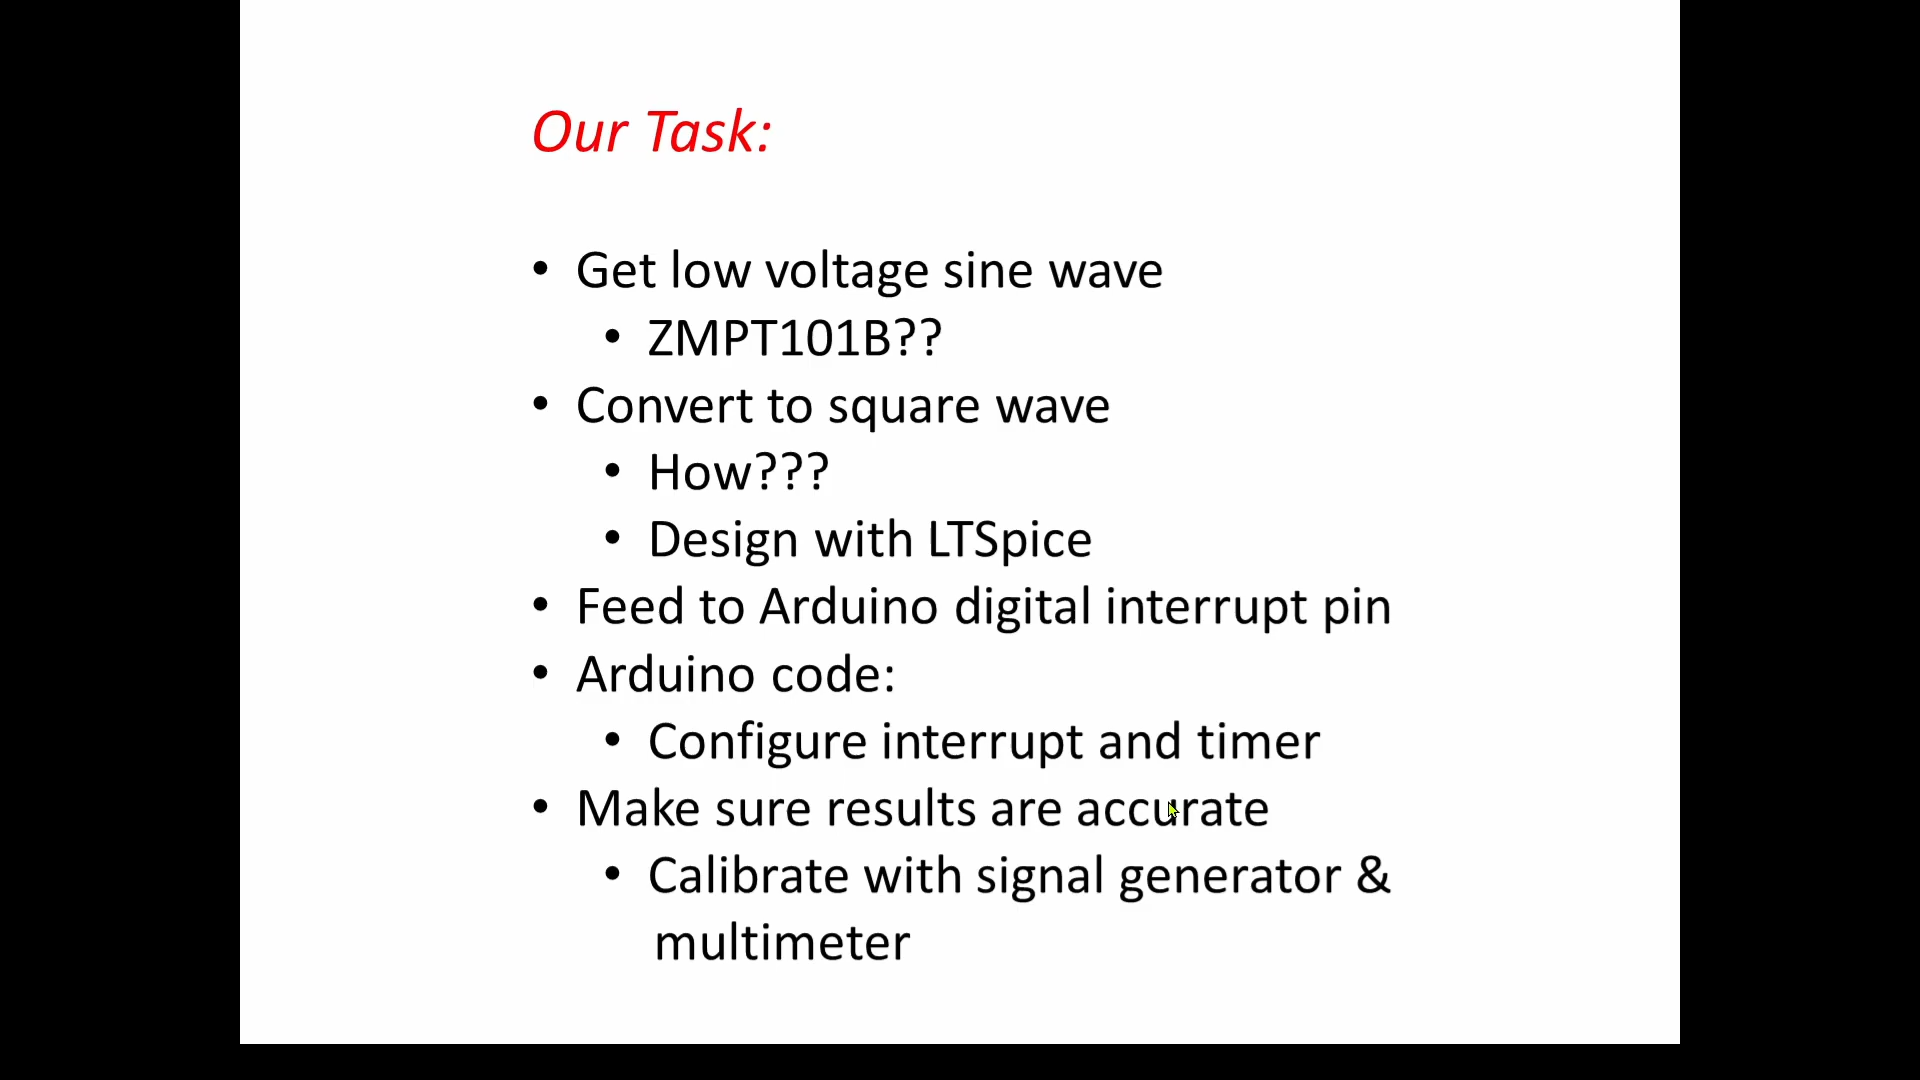 Our Task:
• Get low voltage sine wave
• ZMPT101B??
• Convert to square wave
• How???
• Design with LTSpice
• Feed to Arduino digital interrupt pin
• Arduino code:
• Configure interrupt and timer
• Make sure results are accurate
• Calibrate with signal generator &
multimeter